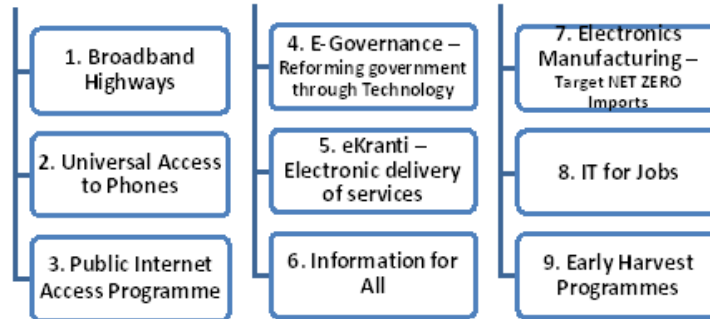 1. Broadband
Highways
2. Universal Access
to Phones
3. Public Internet
Access Programme
4. E-Governance –
Reforming government
through Technology
5. eKranti –
Electronic delivery
of services
6. Information for
All
7. Electronics
Manufacturing –
Target NET ZERO
Imports
8. IT for Jobs
9. Early Harvest
Programmes